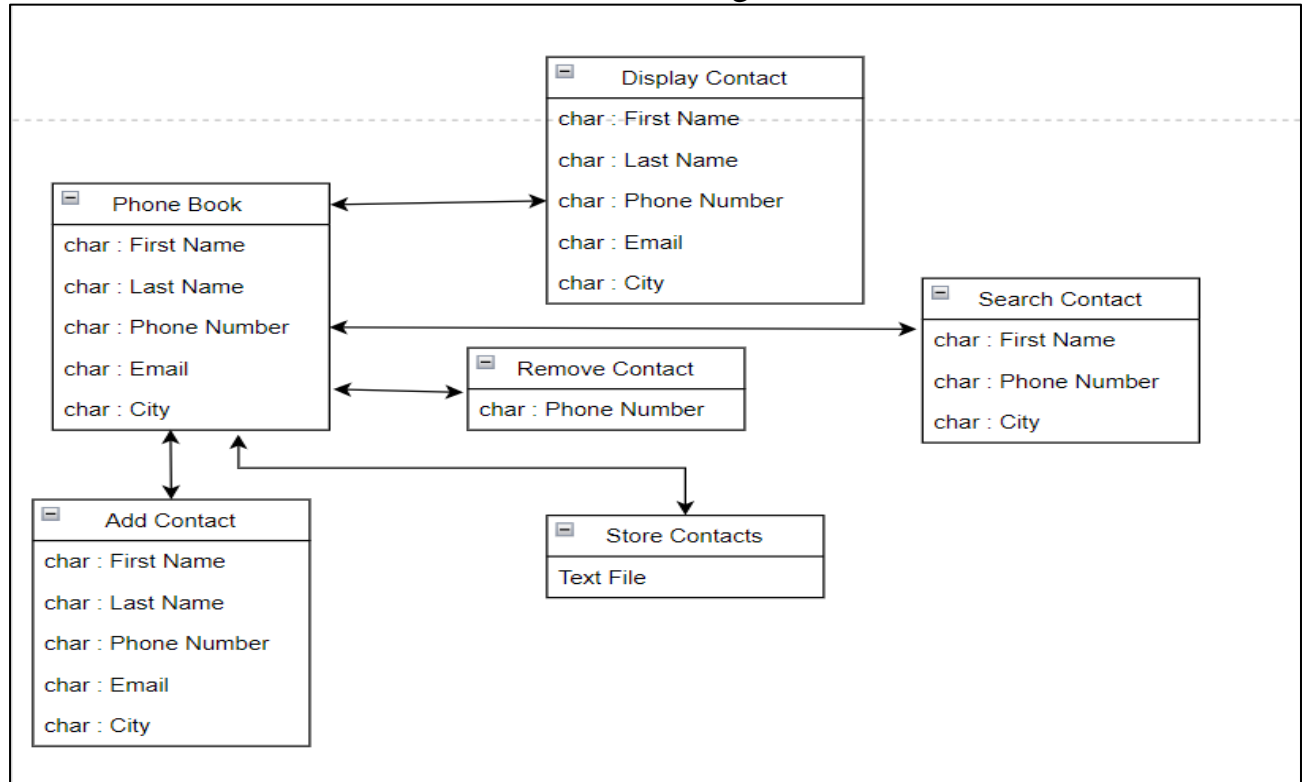 Display Contact
char : First Name
char : Last Name
char : Phone Number
char : Email
char : City
Phone Book
char : First Name
char : Last Name
char : Phone Number
char : Email
char : City
Search Contact
char : First Name
char : Phone Number
char : City
Remove Contact
char : Phone Number
Add Contact
char : First Name
char : Last Name
char : Phone Number
char : Email
char : City
Store Contacts
Text File